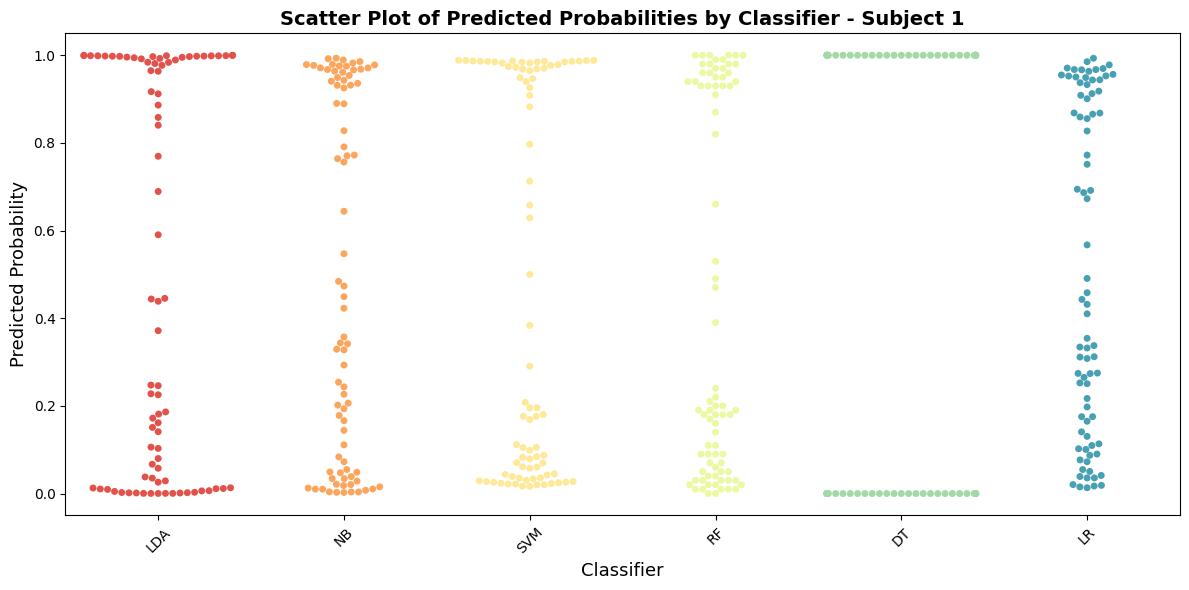 Scatter Plot of Predicted Probabilities by Classifier - Subject 1
Predicted Probability
1.0
0.8
0.6
0.4
0.2
0.0
LDA
NB
SVM
RF
DT
LR
Classifier